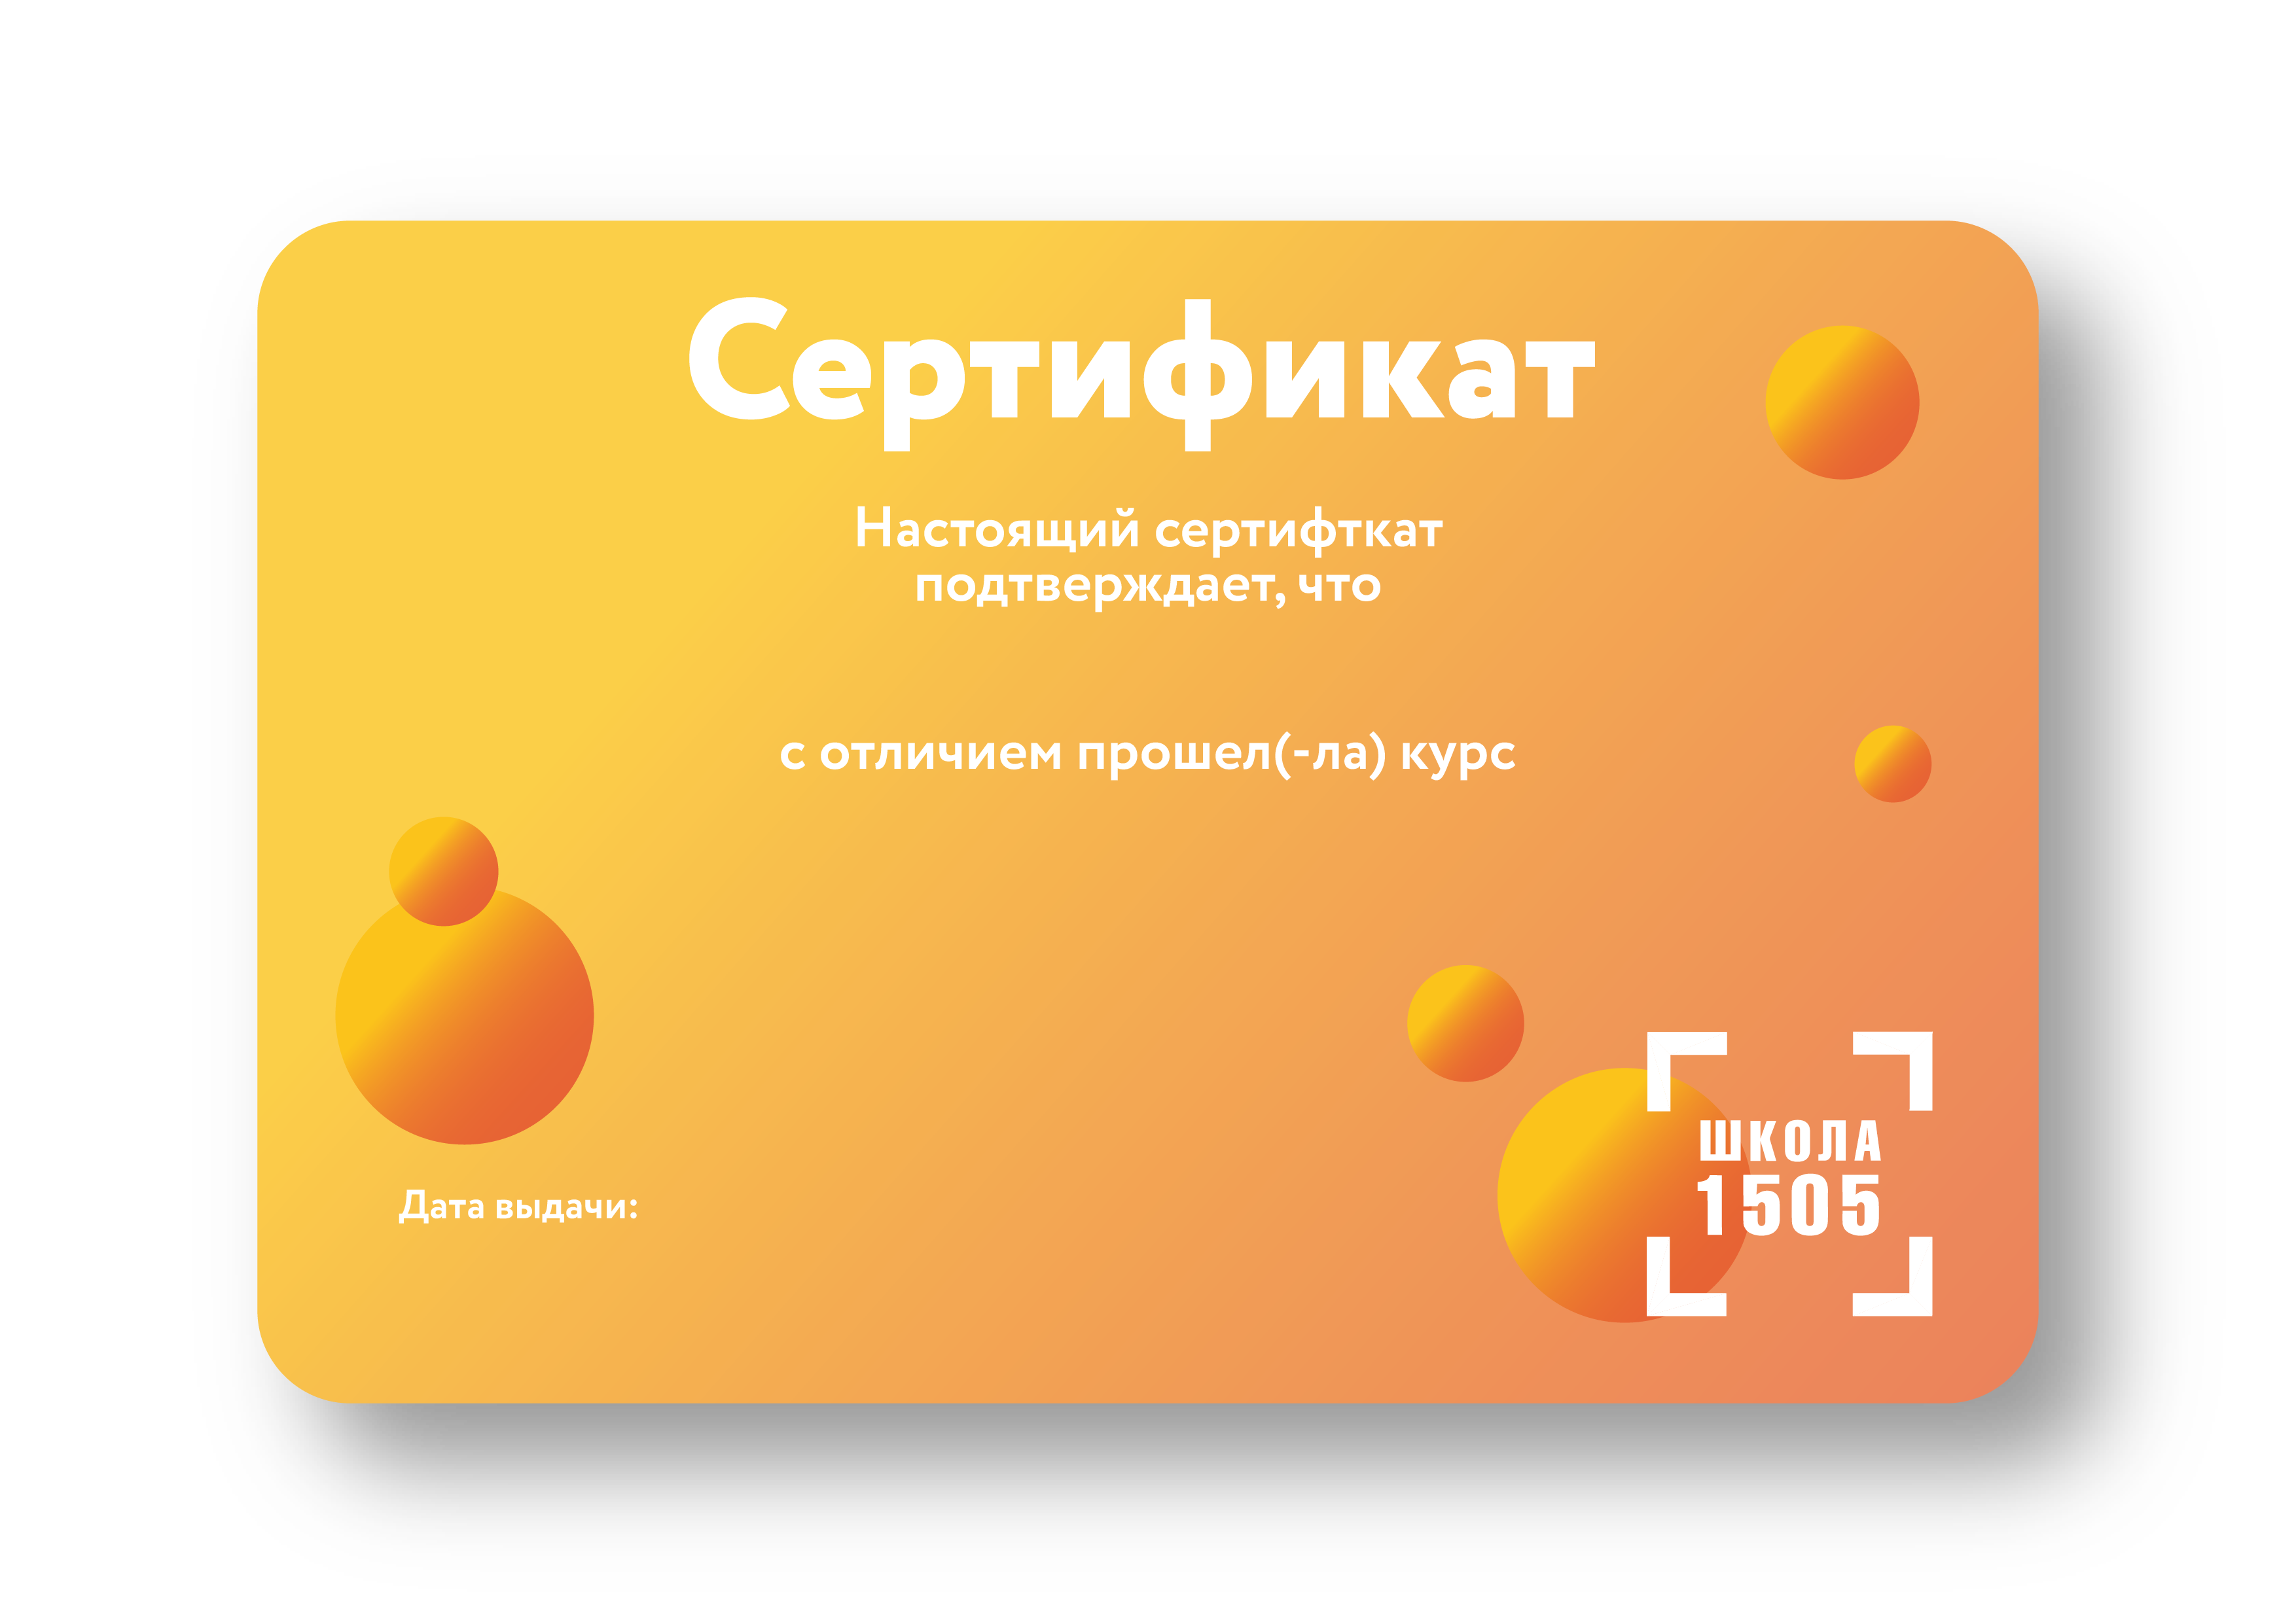 Сертификат
Настоящий сертифткат
подтверждает, что
с отличием прошел(-ла) курс
Дата выдачи:
ШКОЛА
1505